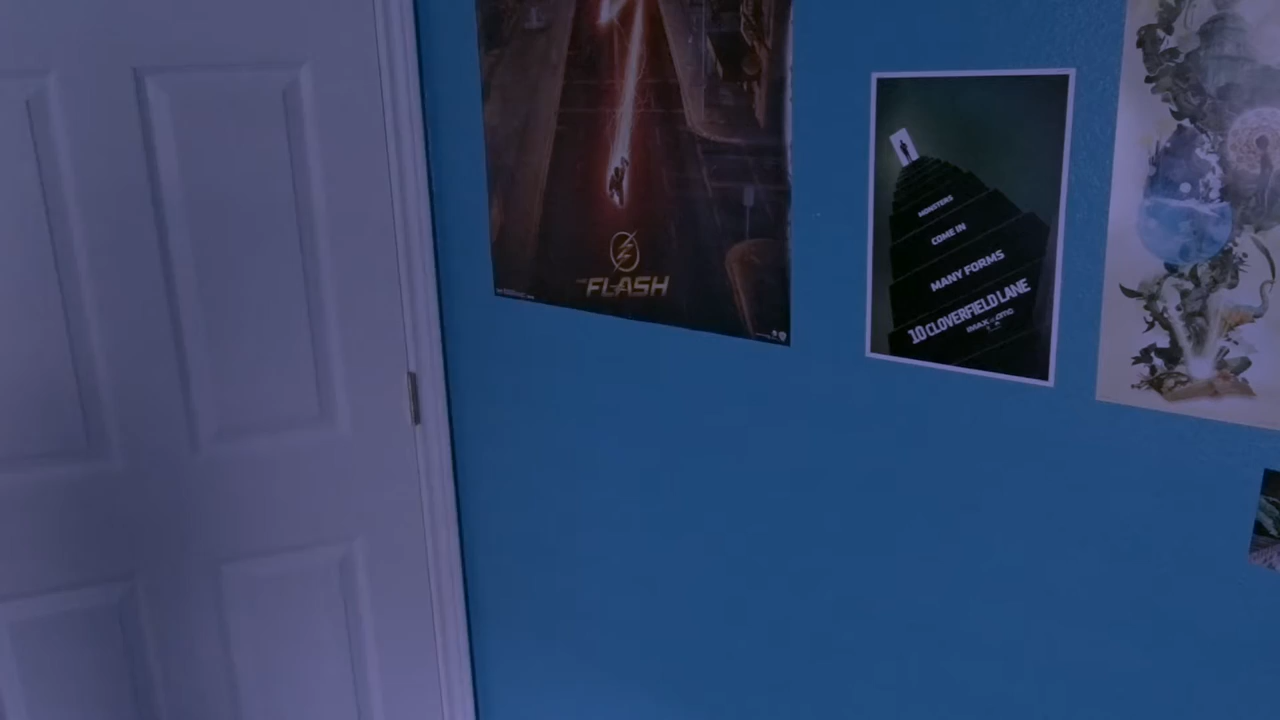 THE
FLASH
MONSTERS
COME IN
MANY FORMS
10 CLOVERFIELD LANE
IMAX amc